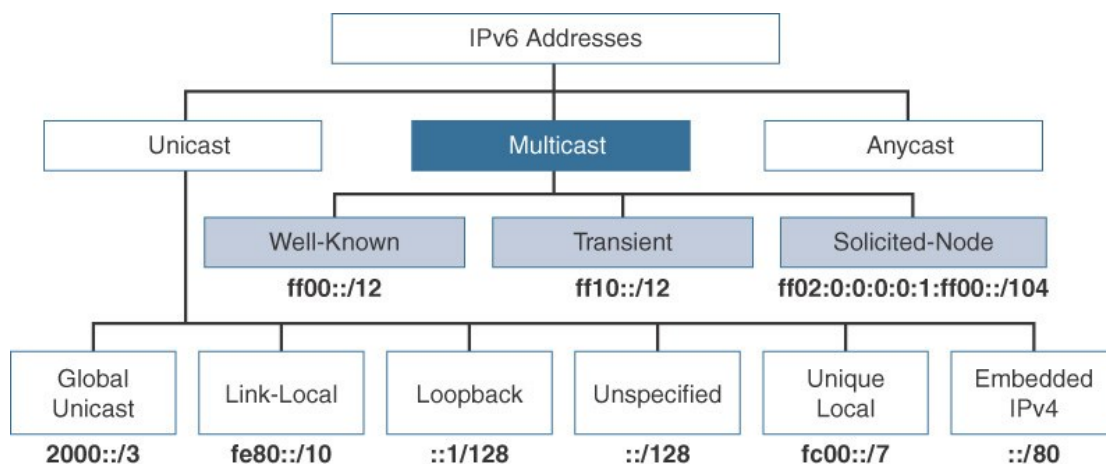 IPv6 Addresses
Unicast
Multicast
Anycast
Well-Known
Transient
Solicited-Node
ff00::/12
ff10::/12
ff02:0:0:0:0:1:ff00::/104
Global
Unicast
Link-Local
Loopback
Unspecified
Unique
Local
Embedded
IPv4
2000::/3
fe80::/10
::1/128
::/128
fc00::/7
::/80